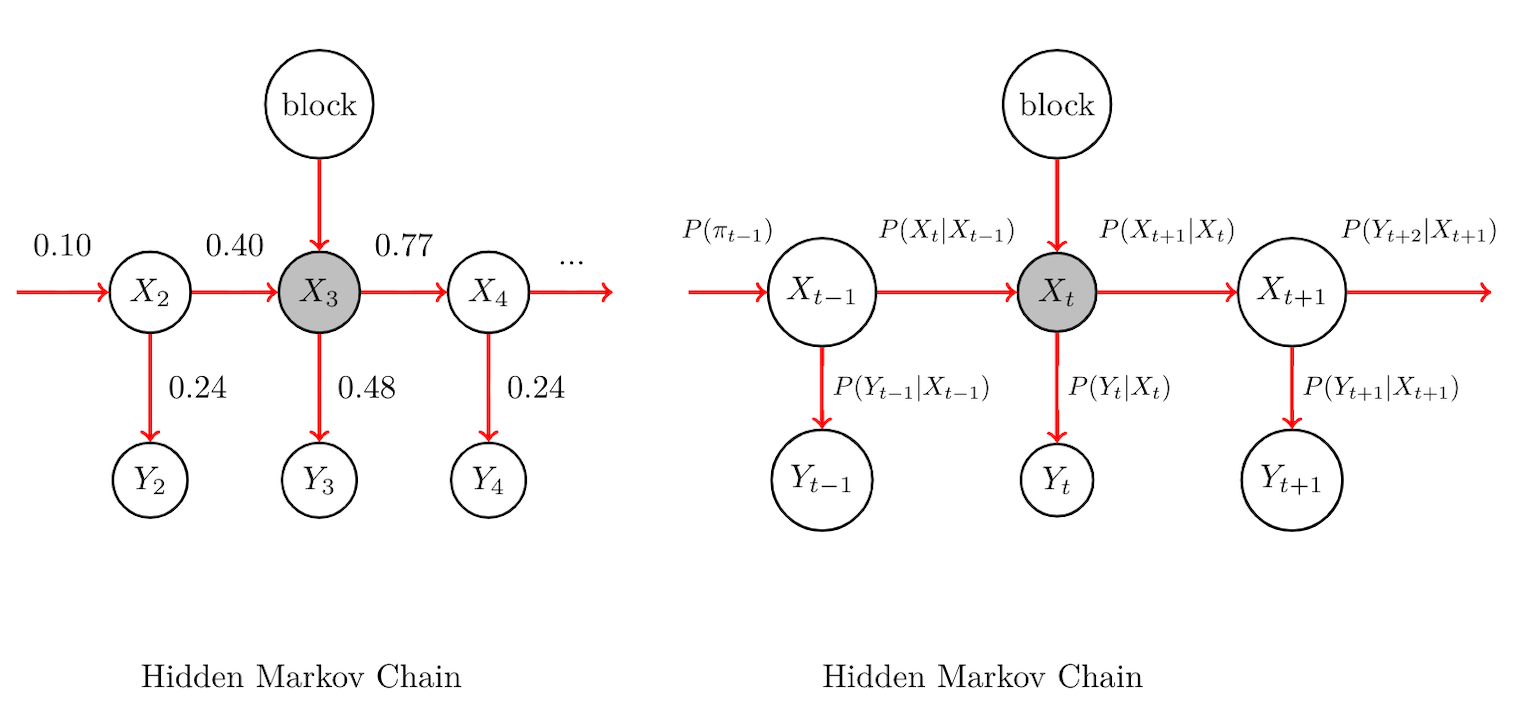 block
block
0.10
0.40
0.77
...
P(π_{t−1})
P(X_t|X_{t−1})
P(X_{t+1}|X_t)
P(Y_{t+2}|X_{t+1})
X_2
X_3
X_4
X_{t−1}
X_t
X_{t+1}
0.24
0.48
0.24
P(Y_{t−1}|X_{t−1})
P(Y_t|X_t)
P(Y_{t+1}|X_{t+1})
Y_2
Y_3
Y_4
Y_{t−1}
Y_t
Y_{t+1}
Hidden Markov Chain
Hidden Markov Chain